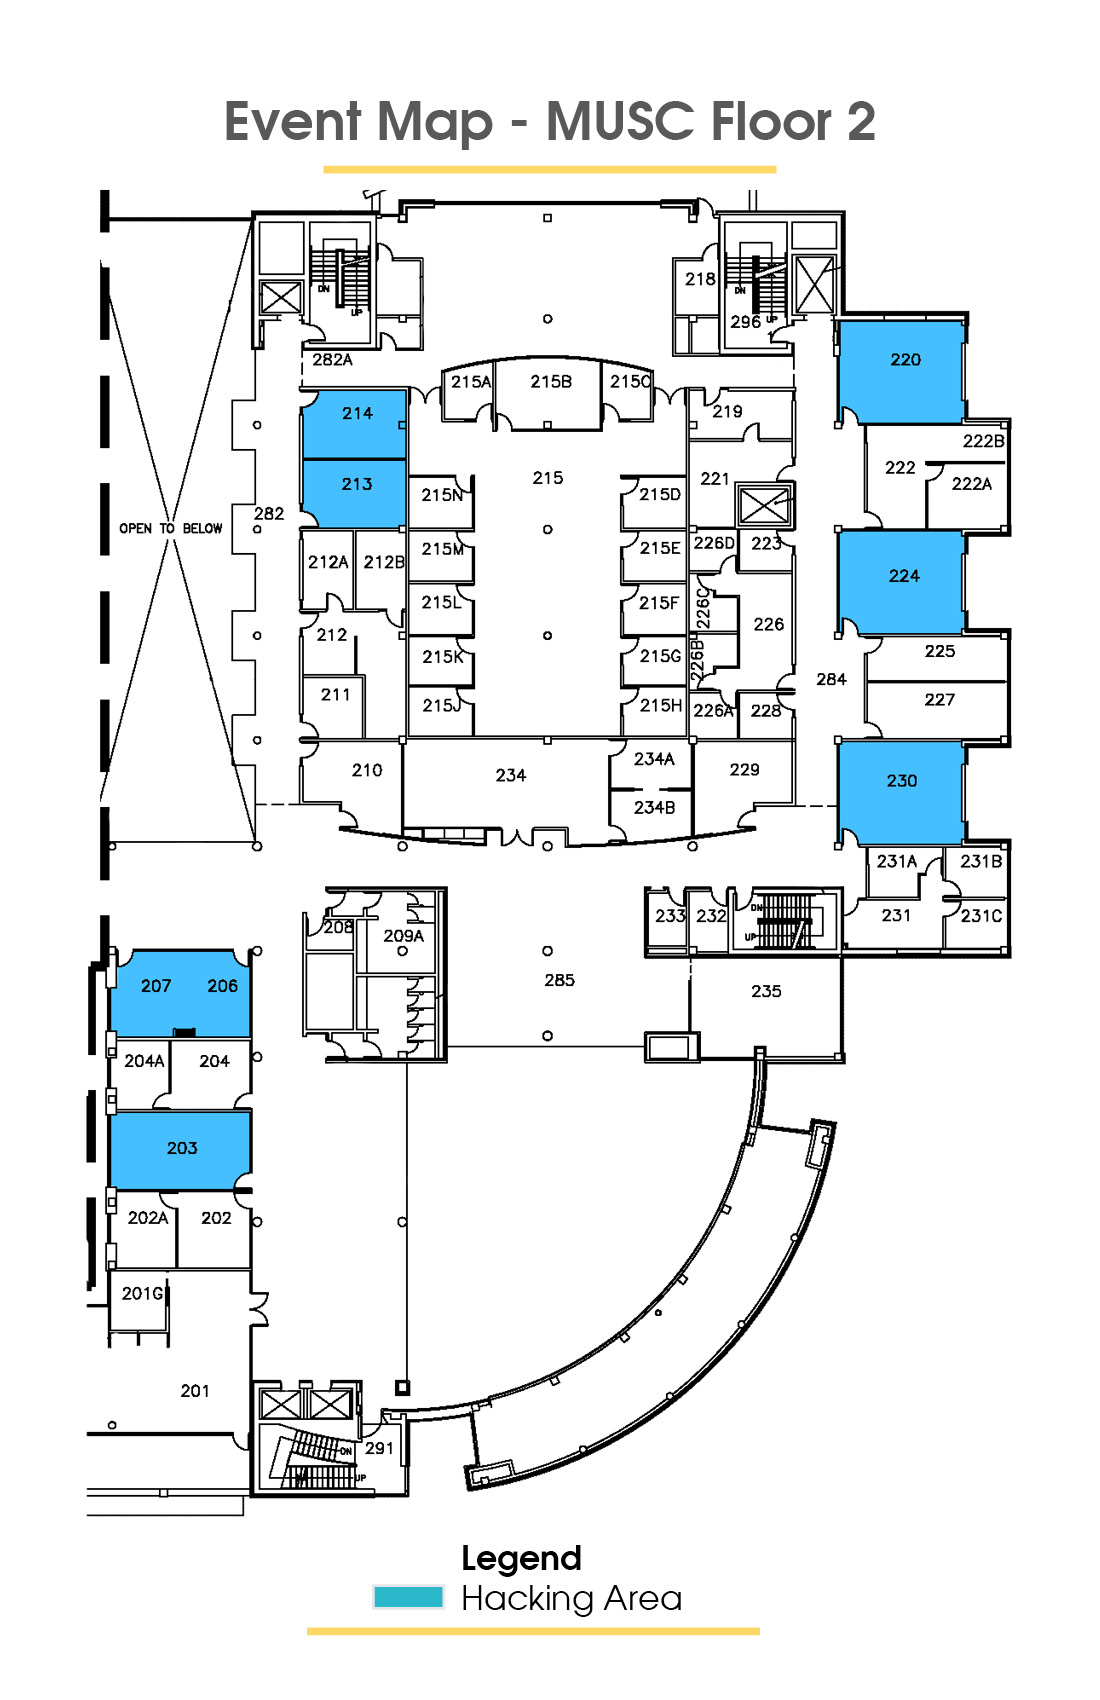 Event Map - MUSC Floor 2
218
DN
UP
DN
UP
296
282A
220
215A
215B
215C
214
219
222B
222
222A
213
215N
215
215D
221
282
OPEN TO BELOW
212A
212B
215M
215E
226D
223
224
215L
215F
226C
226
212
215K
215G
226B
225
284
211
215J
215H
226A
228
227
210
234
234A
229
230
234B
231A
231B
208
209A
233
232
DN
UP
231
231C
207
206
285
235
204A
204
203
202A
202
201G
201
291
DN
UP
Legend
Hacking Area